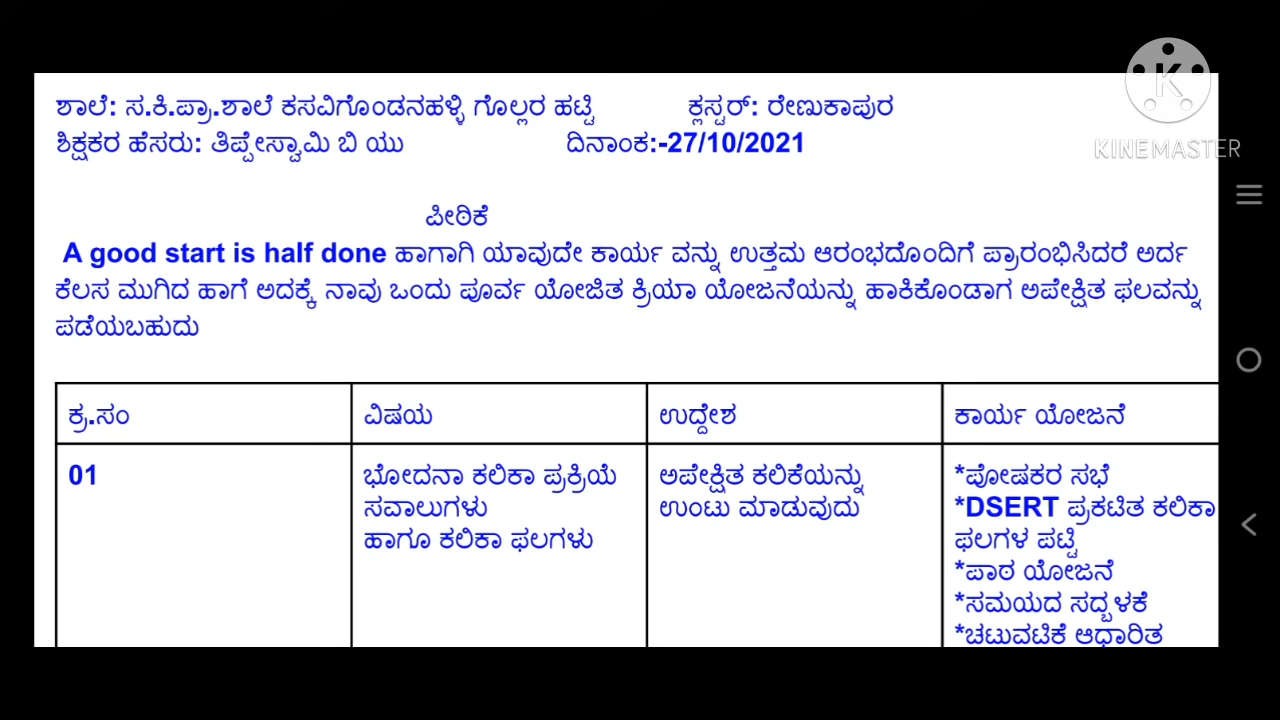 ಶಾಲೆ: ಸ.ಕಿ.ಪ್ರಾ.ಶಾಲೆ ಕಸವಿಗೊಂಡನಹಳ್ಳಿ ಗೊಲ್ಲರ ಹಟ್ಟಿ ಕ್ಲಸ್ಟರ್: ರೇಣುಕಾಪುರ
ಶಿಕ್ಷಕರ ಹೆಸರು: ತಿಪ್ಪೇಸ್ವಾಮಿ ಬಿ ಯು ದಿನಾಂಕ:-27/10/2021
K
KINEMASTER
ಪೀಠಿಕೆ
A good start is half done ಹಾಗಾಗಿ ಯಾವುದೇ ಕಾರ್ಯ ವನ್ನು ಉತ್ತಮ ಆರಂಭದೊಂದಿಗೆ ಪ್ರಾರಂಭಿಸಿದರೆ ಅರ್ದ
ಕೆಲಸ ಮುಗಿದ ಹಾಗೆ ಅದಕ್ಕೆ ನಾವು ಒಂದು ಪೂರ್ವ ಯೋಜಿತ ಕ್ರಿಯಾ ಯೋಜನೆಯನ್ನು ಹಾಕಿಕೊಂಡಾಗ ಅಪೇಕ್ಷಿತ ಫಲವನ್ನು
ಪಡೆಯಬಹುದು
ಕ್ರ.ಸಂ ವಿಷಯ ಉದ್ದೇಶ ಕಾರ್ಯ ಯೋಜನೆ
01
ಭೋದನಾ ಕಲಿಕಾ ಪ್ರಕ್ರಿಯೆ
ಸವಾಲುಗಳು
ಹಾಗೂ ಕಲಿಕಾ ಫಲಗಳು
ಅಪೇಕ್ಷಿತ ಕಲಿಕೆಯನ್ನು
ಉಂಟು ಮಾಡುವುದು
*ಪೋಷಕರ ಸಭೆ
*DSERT ಪ್ರಕಟಿತ ಕಲಿಕಾ
ಫಲಗಳ ಪಟ್ಟಿ
*ಪಾಠ ಯೋಜನೆ
*ಸಮಯದ ಸದ್ಬಳಕೆ
*ಚಟುವಟಿಕೆ ಆಧಾರಿತ